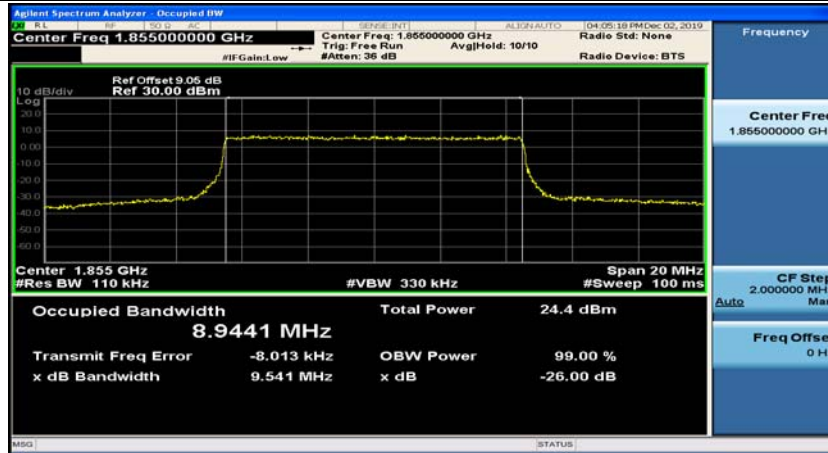 Agilent Spectrum Analyzer - Occupied BW
RL RF 50 Ω AC SENSE:INT ALIGN AUTO 04:05:18 PM Dec 02, 2019
Center Freq 1.855000000 GHz
Center Freq: 1.855000000 GHz
Radio Std: None
Trig: Free Run Avg|Hold: 10/10
#IFGain:Low
#Atten: 36 dB
Radio Device: BTS
Frequency
Ref Offset 9.05 dB
10 dB/div Ref 30.00 dBm
Log
20.0
10.0
0.00
-10.0
-20.0
-30.0
-40.0
-50.0
-60.0
Center 1.855 GHz Span 20 MHz
#Res BW 110 kHz #VBW 330 kHz #Sweep 100 ms
Occupied Bandwidth Total Power 24.4 dBm
8.9441 MHz
Transmit Freq Error -8.013 kHz OBW Power 99.00 %
x dB Bandwidth 9.541 MHz x dB -26.00 dB
Center Fre
1.855000000 GH
CF Step
2.000000 MH
Auto Ma
Freq Offse
0 H
MSG STATUS